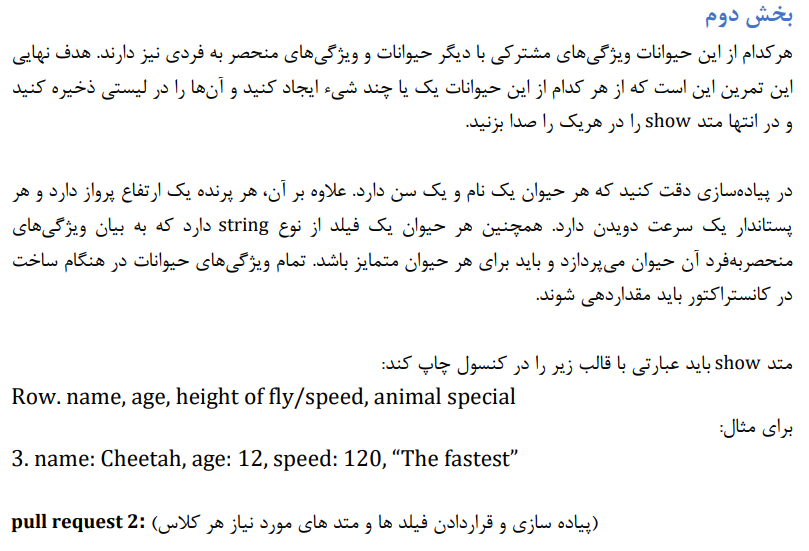 بخش دوم
هرکدام از این حیوانات ویژگی‌های مشترکی با دیگر حیوانات و ویژگی‌های منحصر به فردی نیز دارند. هدف نهایی
این تمرین این است که از هر کدام از این حیوانات یک یا چند شیء ایجاد کنید و آن‌ها را در لیستی ذخیره کنید
و در انتها متد show را در هریک را صدا بزنید.
در پیاده‌سازی دقت کنید که هر حیوان یک نام و یک سن دارد. علاوه بر آن، هر پرنده یک ارتفاع پرواز دارد و هر
پستاندار یک سرعت دویدن دارد. همچنین هر حیوان یک فیلد از نوع string دارد که به بیان ویژگی‌های
منحصربه‌فرد آن حیوان می‌پردازد و باید برای هر حیوان متمایز باشد. تمام ویژگی‌های حیوانات در هنگام ساخت
در کانستراکتور باید مقداردهی شوند.
متد show باید عبارتی با قالب زیر را در کنسول چاپ کند:
Row. name, age, height of fly/speed, animal special
برای مثال:
3. name: Cheetah, age: 12, speed: 120, “The fastest”
pull request 2: (پیاده سازی و قراردادن فیلد ها و متد های مورد نیاز هر کلاس)